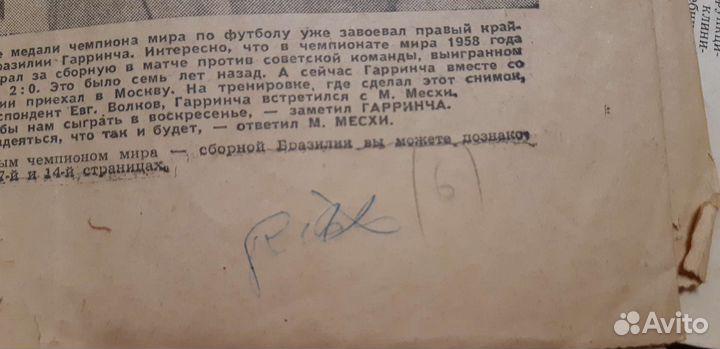 е медали чемпиона мира по футболу уже завоевал правый край-
разилии Гарринча. Интересно, что в чемпионате мира 1958 года
рал за сборную в матче против советской команды, выигранном
2:0. Это было семь лет назад. А сейчас Гарринча вместе со
ии приехал в Москву. На тренировке, где сделал этот снимок,
спондент Евг. Волков, Гарринча встретился с М. Месхи.
бы нам сыграть в воскресенье, — заметил ГАРРИНЧА.
деяться, что так и будет, — ответил М. МЕСХИ.
ым чемпионом мира — сборной Бразилии вы можете познако-
7-й и 14-й страницах.
(6)
клини-
Avito